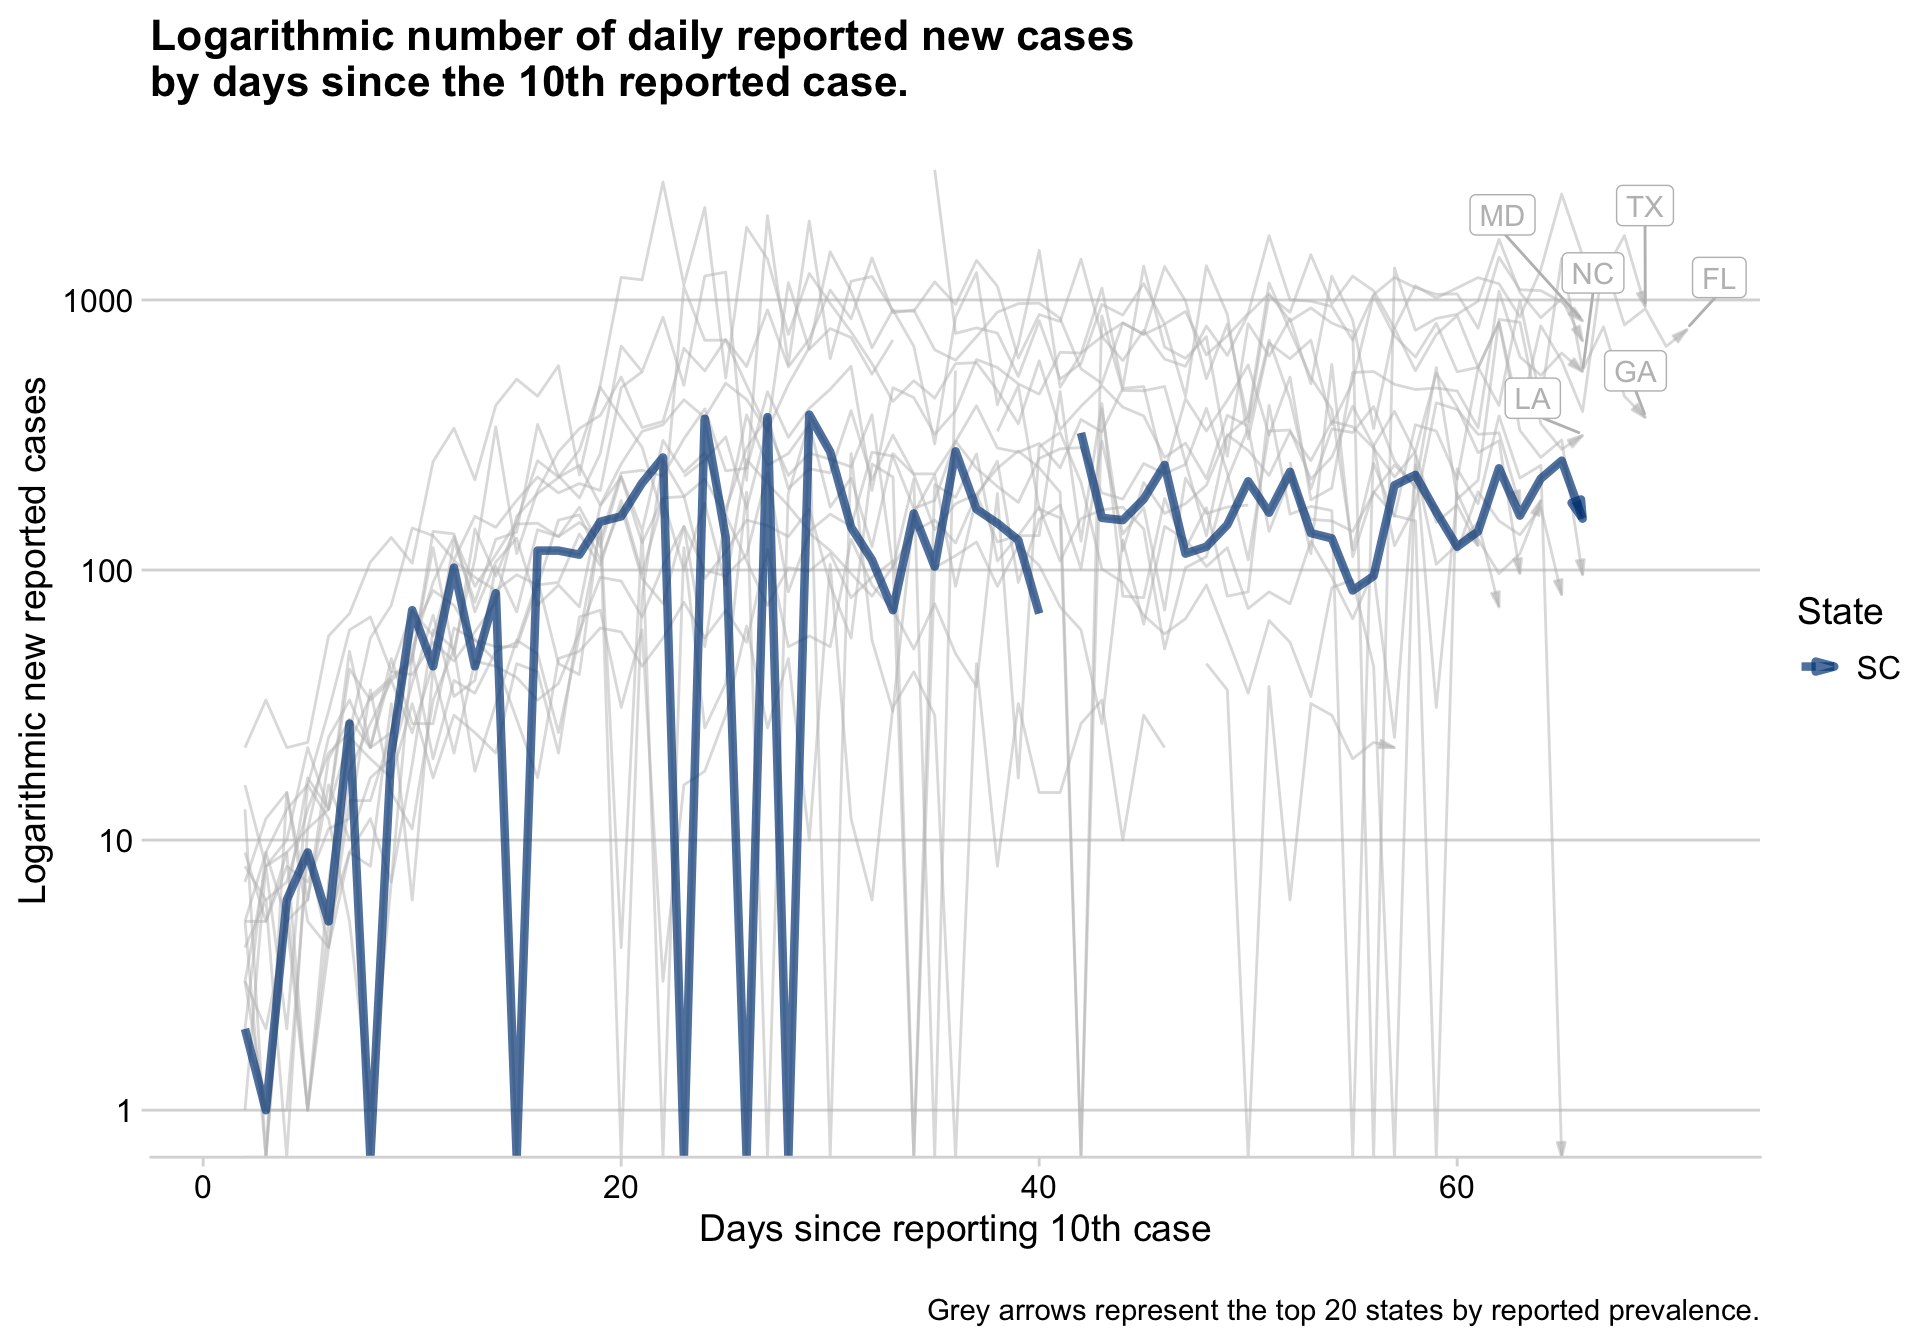 Logarithmic number of daily reported new cases
by days since the 10th reported case.
MD
TX
NC
FL
GA
LA
1000
100
10
1
Logarithmic new reported cases
State
SC
0
20
40
60
Days since reporting 10th case
Grey arrows represent the top 20 states by reported prevalence.